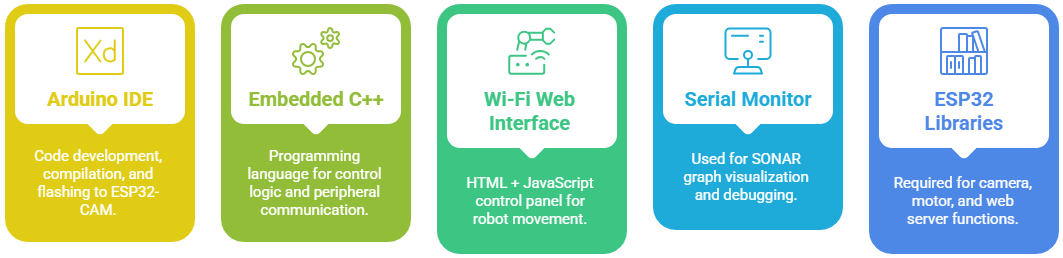 Xd
Arduino IDE
Code development,
compilation, and
flashing to ESP32-
CAM.
Embedded C++
Programming
language for control
logic and peripheral
communication.
Wi-Fi Web
Interface
HTML + JavaScript
control panel for
robot movement.
Serial Monitor
Used for SONAR
graph visualization
and debugging.
ESP32
Libraries
Required for camera,
motor, and web
server functions.